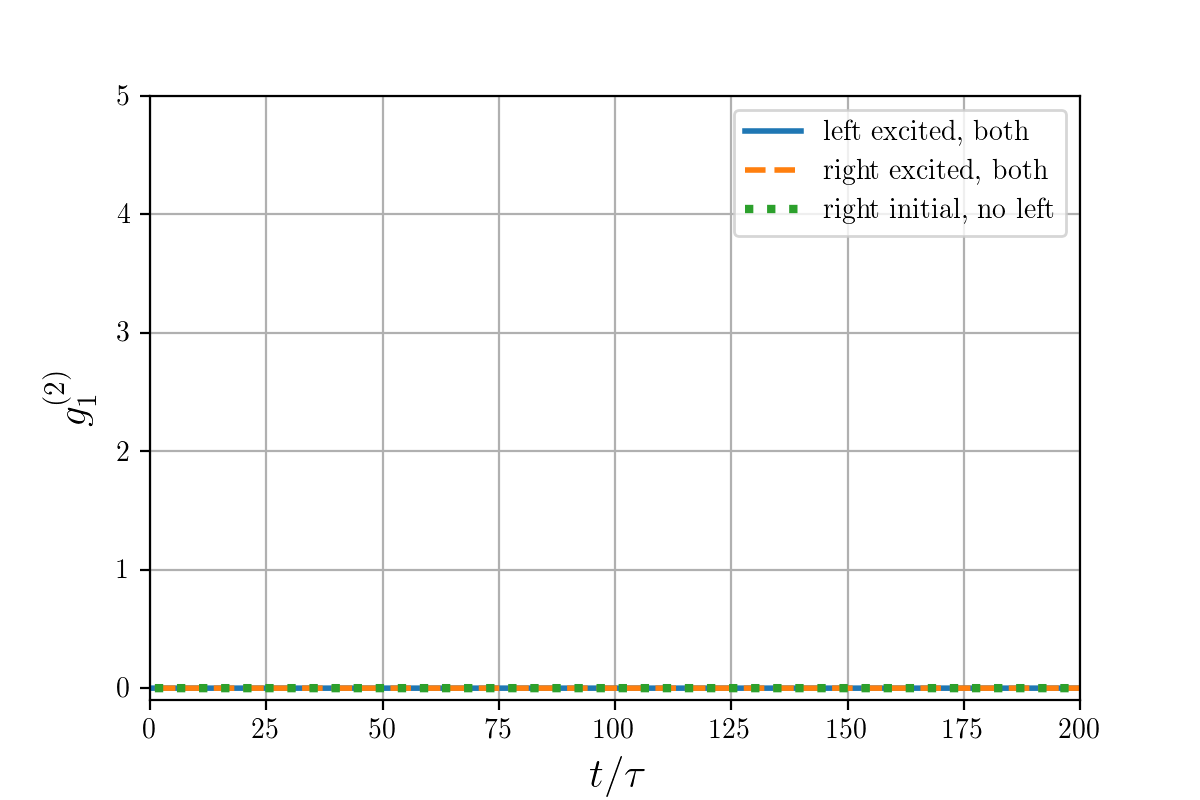 5
4
3
2
1
0
g_1^{(2)}
left excited, both
right excited, both
right initial, no left
0 25 50 75 100 125 150 175 200
t/τ